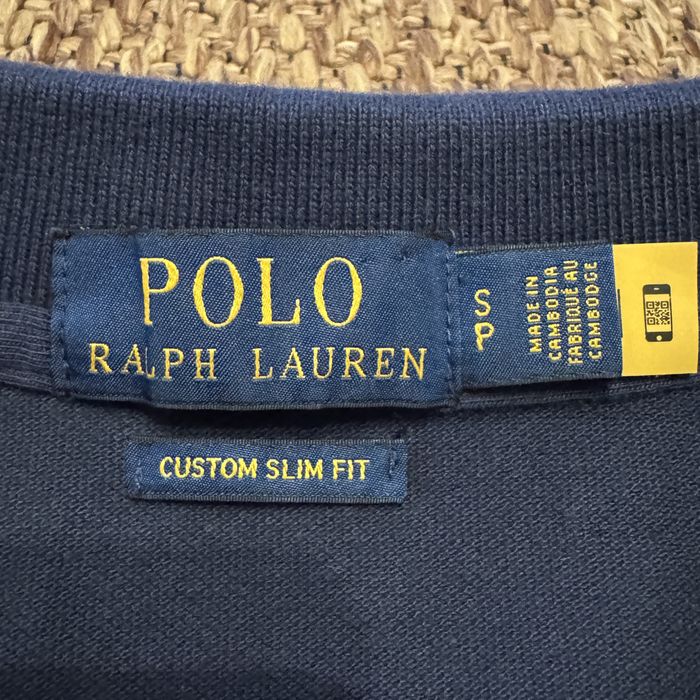 POLO
RALPH LAUREN
S
P
MADE IN
CAMBODIA
FABRIQUÉ AU
CAMBODGE
CUSTOM SLIM FIT